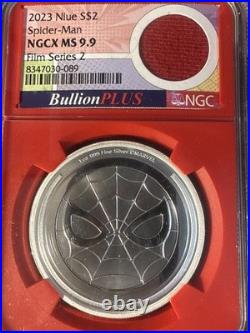 2023 Niue S$2
Spider-Man
NGCX MS 9.9
Film Series 2
8347030-089
BullionPLUS
NGC
1 oz 999 Fine Silver ©MARVEL